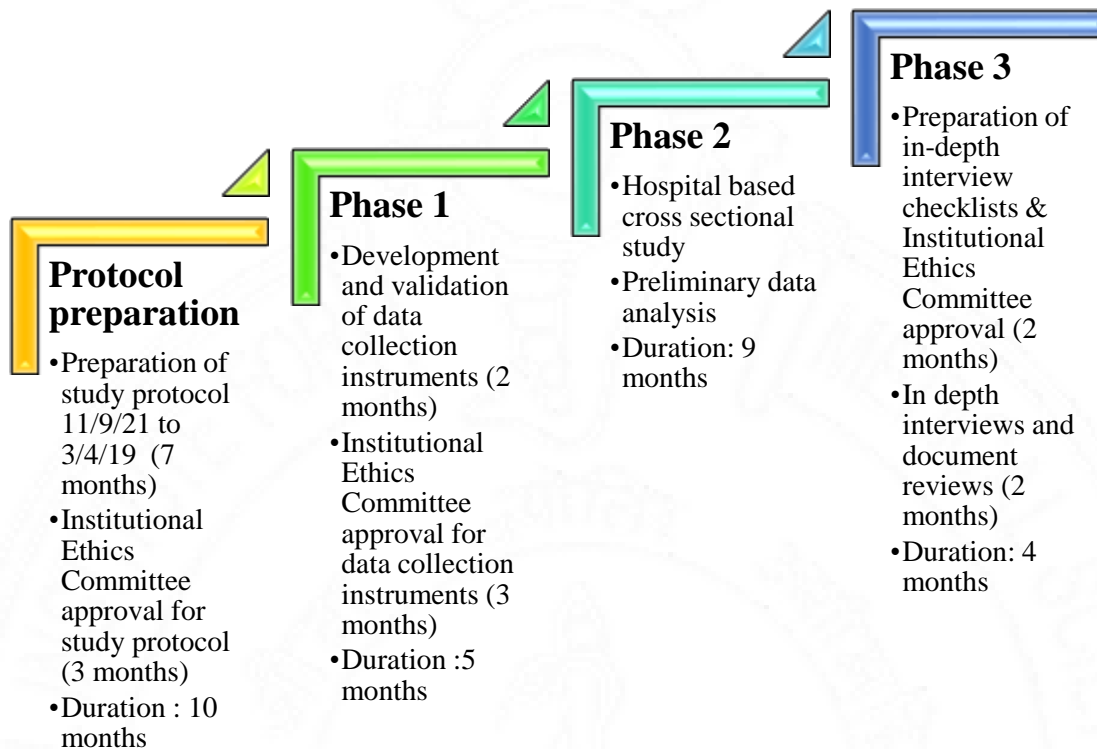 Protocol
preparation
•Preparation of
study protocol
11/9/21 to
3/4/19  (7
months)
•Institutional
Ethics
Committee
approval for
study protocol
(3 months)
•Duration : 10
months
Phase 1
•Development
and validation
of data
collection
instruments (2
months)
•Institutional
Ethics
Committee
approval for
data collection
instruments (3
months)
•Duration :5
months
Phase 2
•Hospital based
cross sectional
study
•Preliminary data
analysis
•Duration: 9
months
Phase 3
•Preparation of
in-depth
interview
checklists &
Institutional
Ethics
Committee
approval (2
months)
•In depth
interviews and
document
reviews (2
months)
•Duration: 4
months